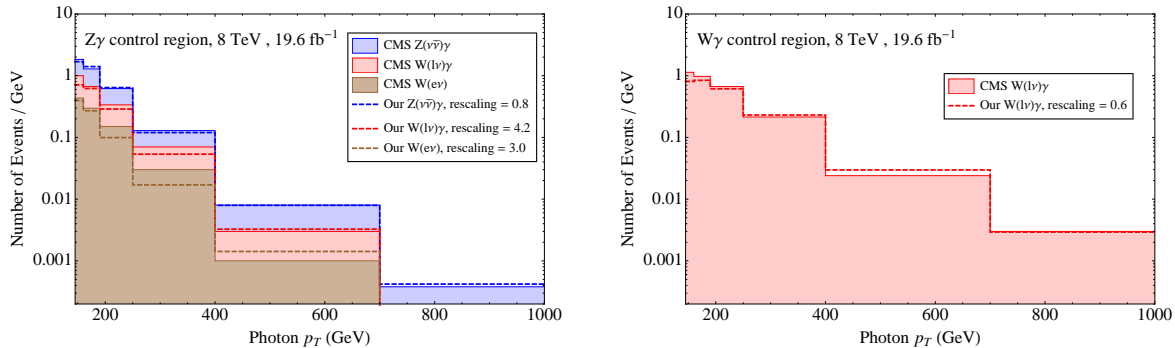 Zγ control region, 8 TeV , 19.6 fb⁻¹
CMS Z(νν̄)γ
CMS W(lν)γ
CMS W(eν)
Our Z(νν̄)γ, rescaling = 0.8
Our W(lν)γ, rescaling = 4.2
Our W(eν), rescaling = 3.0
Number of Events / GeV
10
1
0.1
0.01
0.001
200 400 600 800 1000
Photon p_T (GeV)
Wγ control region, 8 TeV , 19.6 fb⁻¹
CMS W(lν)γ
Our W(lν)γ, rescaling = 0.6
Number of Events / GeV
10
1
0.1
0.01
0.001
200 400 600 800 1000
Photon p_T (GeV)